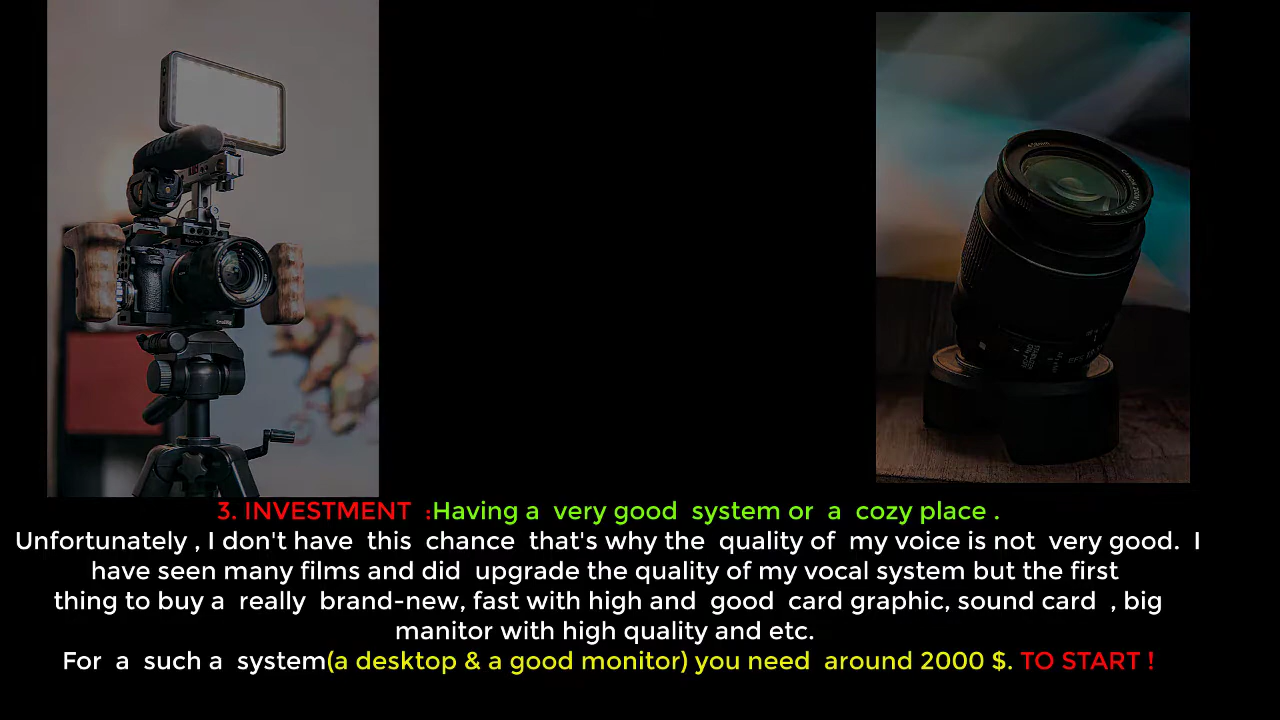 3. INVESTMENT :Having a very good system or a cozy place .
Unfortunately , I don't have this chance that's why the quality of my voice is not very good. I
have seen many films and did upgrade the quality of my vocal system but the first
thing to buy a really brand-new, fast with high and good card graphic, sound card , big
manitor with high quality and etc.
For a such a system(a desktop & a good monitor) you need around 2000 $. TO START !